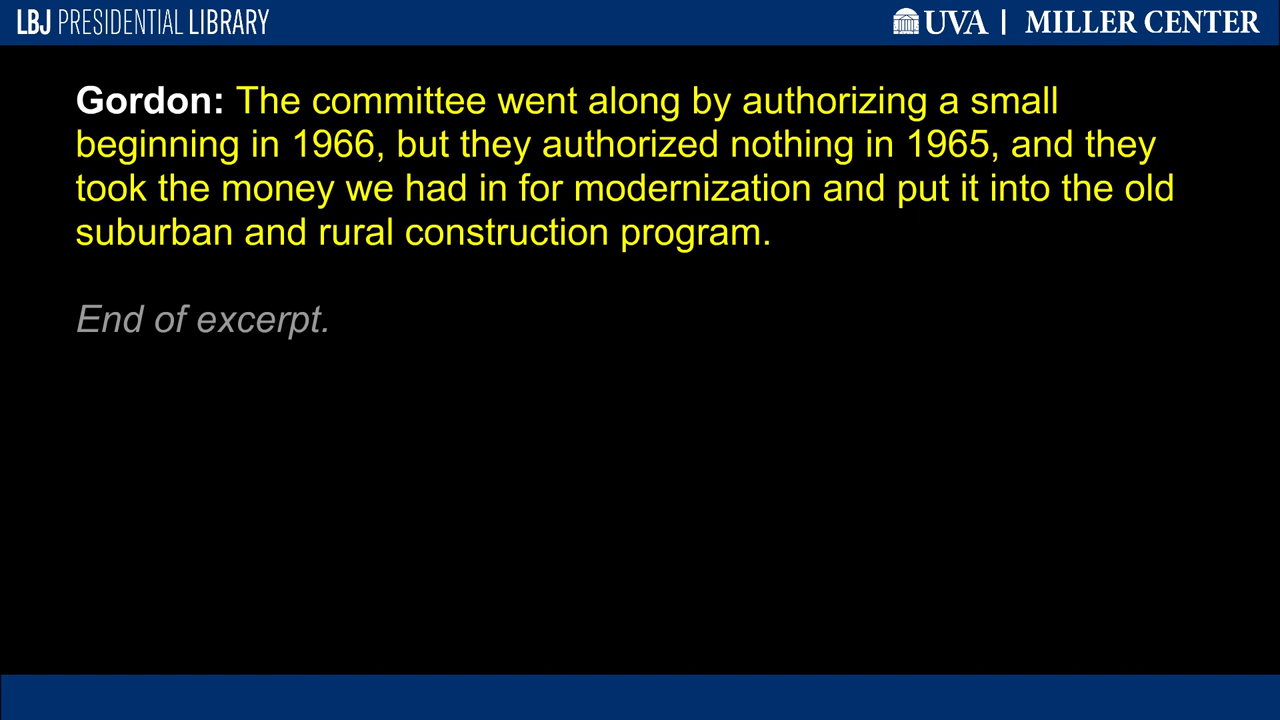 LBJ PRESIDENTIAL LIBRARY
UVA | MILLER CENTER
Gordon: The committee went along by authorizing a small
beginning in 1966, but they authorized nothing in 1965, and they
took the money we had in for modernization and put it into the old
suburban and rural construction program.
End of excerpt.